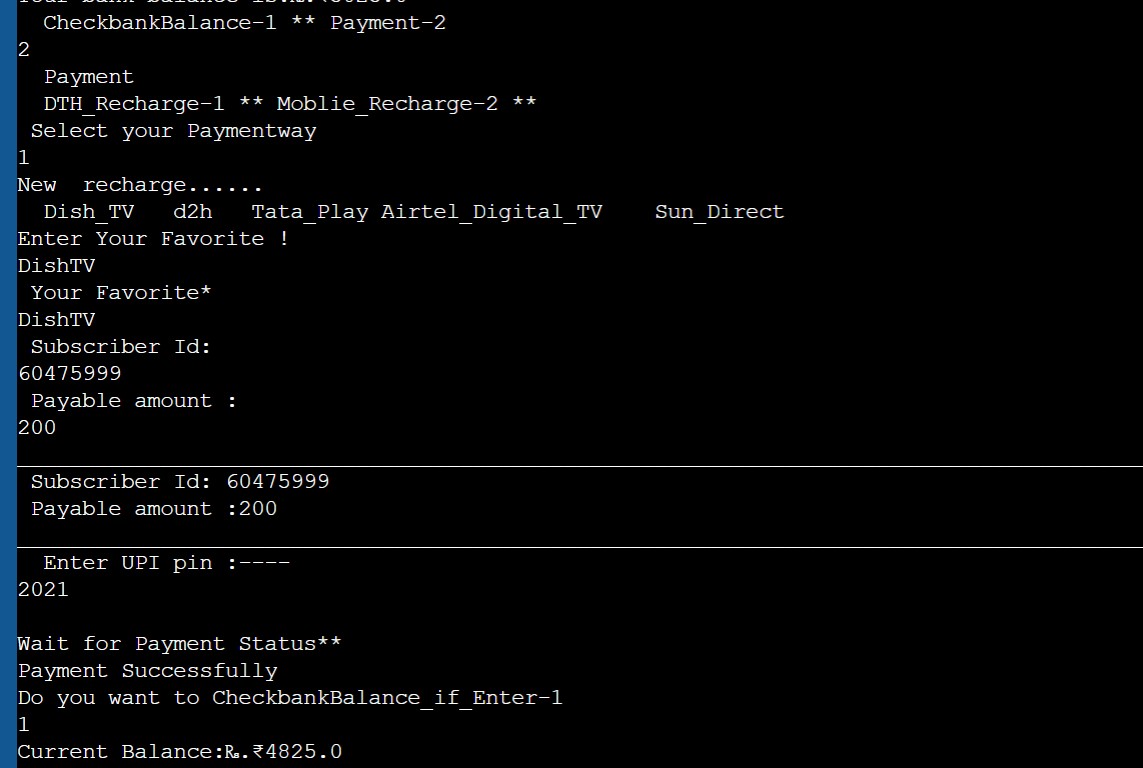 CheckbankBalance-1 ** Payment-2
2
Payment
DTH_Recharge-1 ** Moblie_Recharge-2 **
Select your Paymentway
1
New recharge......
Dish_TV d2h Tata_Play Airtel_Digital_TV Sun_Direct
Enter Your Favorite !
DishTV
Your Favorite*
DishTV
Subscriber Id:
60475999
Payable amount :
200
Subscriber Id: 60475999
Payable amount :200
Enter UPI pin :----
2021
Wait for Payment Status**
Payment Successfully
Do you want to CheckbankBalance_if_Enter-1
1
Current Balance:₨.₹4825.0